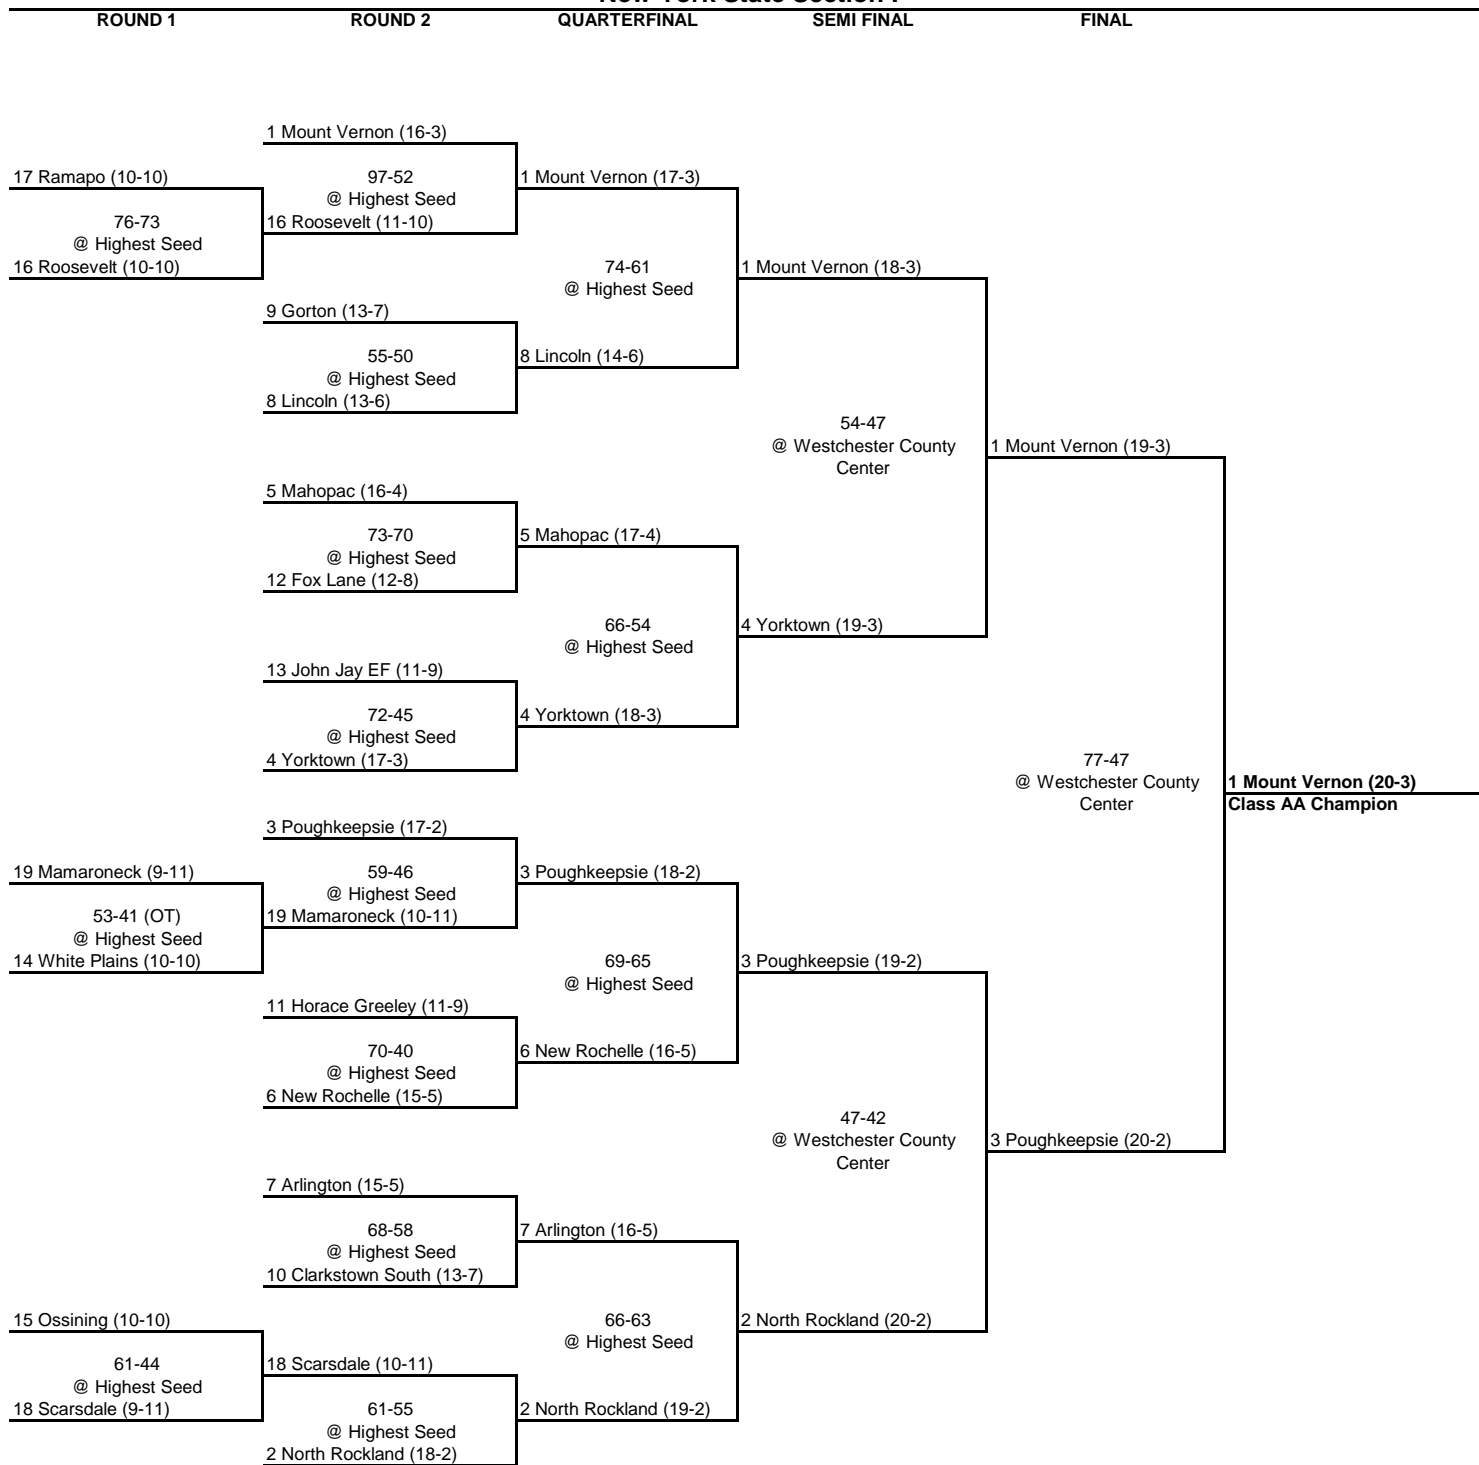 ROUND 1 ROUND 2 QUARTERFINAL SEMI FINAL FINAL
1 Mount Vernon (16-3)
17 Ramapo (10-10) 97-52 1 Mount Vernon (17-3)
@ Highest Seed
76-73 16 Roosevelt (11-10)
@ Highest Seed
16 Roosevelt (10-10) 74-61 1 Mount Vernon (18-3)
@ Highest Seed
9 Gorton (13-7)
55-50 8 Lincoln (14-6)
@ Highest Seed
8 Lincoln (13-6)
54-47
@ Westchester County 1 Mount Vernon (19-3)
Center
5 Mahopac (16-4)
73-70 5 Mahopac (17-4)
@ Highest Seed
12 Fox Lane (12-8)
66-54 4 Yorktown (19-3)
@ Highest Seed
13 John Jay EF (11-9)
72-45 4 Yorktown (18-3)
@ Highest Seed
4 Yorktown (17-3) 77-47
@ Westchester County 1 Mount Vernon (20-3)
Center Class AA Champion
3 Poughkeepsie (17-2)
19 Mamaroneck (9-11) 59-46 3 Poughkeepsie (18-2)
@ Highest Seed
53-41 (OT) 19 Mamaroneck (10-11)
@ Highest Seed
14 White Plains (10-10) 69-65 3 Poughkeepsie (19-2)
@ Highest Seed
11 Horace Greeley (11-9)
70-40 6 New Rochelle (16-5)
@ Highest Seed
6 New Rochelle (15-5)
47-42
@ Westchester County 3 Poughkeepsie (20-2)
Center
7 Arlington (15-5)
68-58 7 Arlington (16-5)
@ Highest Seed
10 Clarkstown South (13-7)
15 Ossining (10-10) 66-63 2 North Rockland (20-2)
@ Highest Seed
61-44 18 Scarsdale (10-11)
@ Highest Seed
18 Scarsdale (9-11) 61-55 2 North Rockland (19-2)
@ Highest Seed
2 North Rockland (18-2)